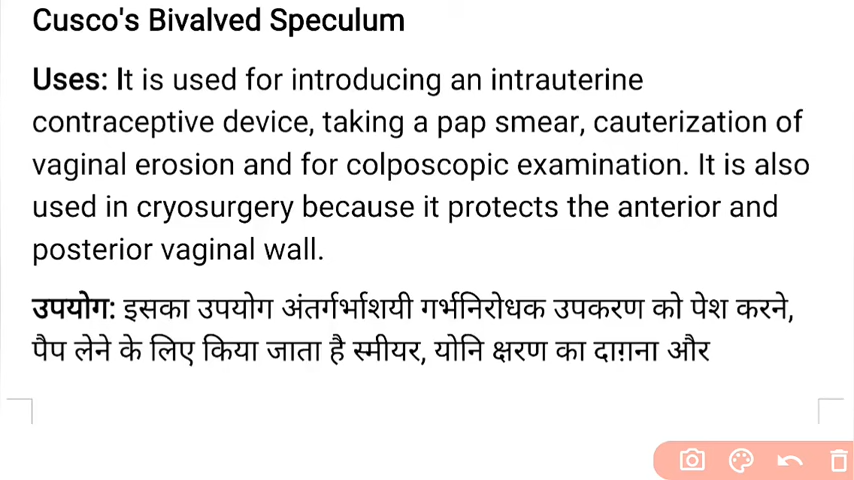 Cusco's Bivalved Speculum
Uses: It is used for introducing an intrauterine
contraceptive device, taking a pap smear, cauterization of
vaginal erosion and for colposcopic examination. It is also
used in cryosurgery because it protects the anterior and
posterior vaginal wall.
उपयोग: इसका उपयोग अंतर्गर्भाशयी गर्भनिरोधक उपकरण को पेश करने,
पैप लेने के लिए किया जाता है स्मीयर, योनि क्षरण का दाग़ना और